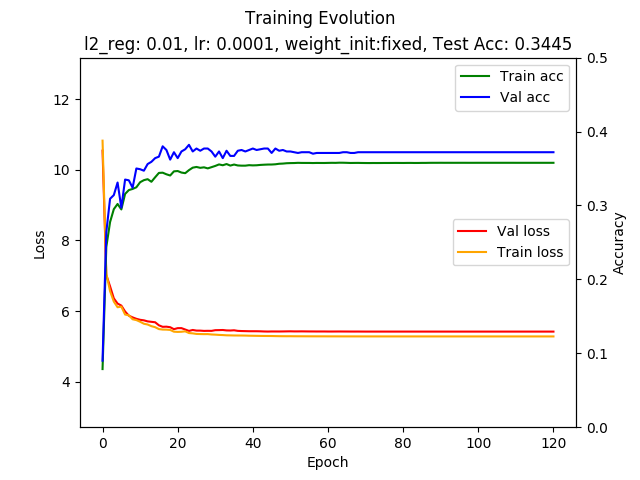 Training Evolution
l2_reg: 0.01, lr: 0.0001, weight_init:fixed, Test Acc: 0.3445
Train acc
Val acc
Val loss
Train loss
Loss
12
10
8
6
4
Accuracy
0.5
0.4
0.3
0.2
0.1
0.0
0 20 40 60 80 100 120
Epoch